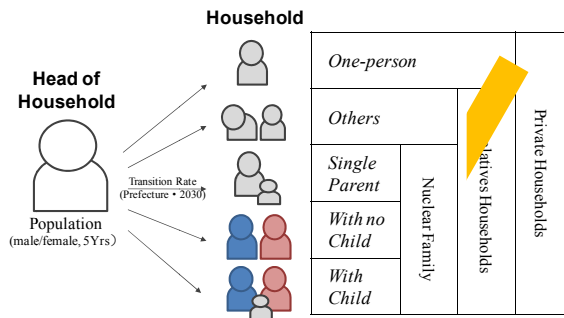 Household
Head of
Household
Population
(male/female, 5Yrs）
Transition Rate
(Prefecture・2030)
One-person
Others
Single
Parent
With no
Child
With
Child
Nuclear Family
Households
Private Households